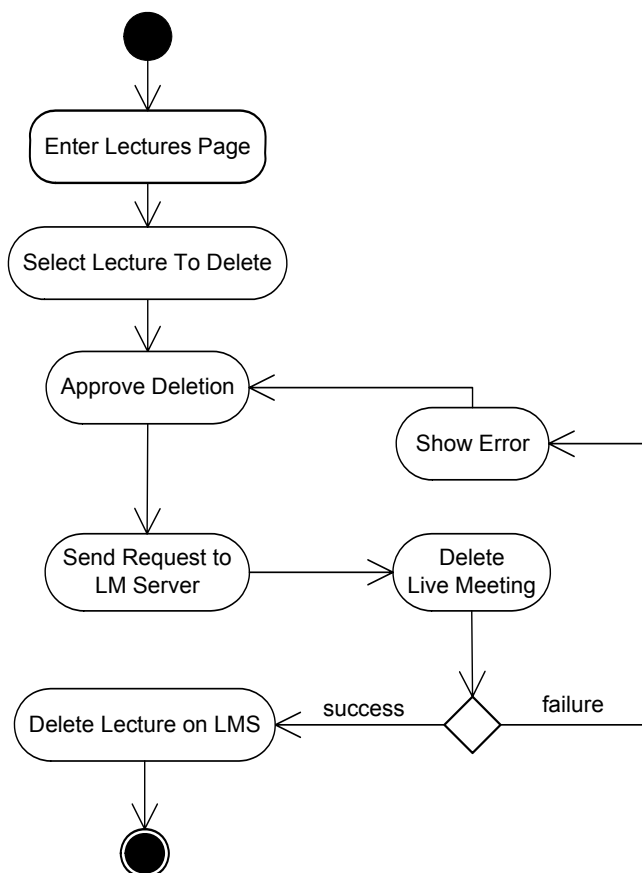 Enter Lectures Page
Select Lecture To Delete
Approve Deletion
Show Error
Send Request to
LM Server
Delete
Live Meeting
success
failure
Delete Lecture on LMS